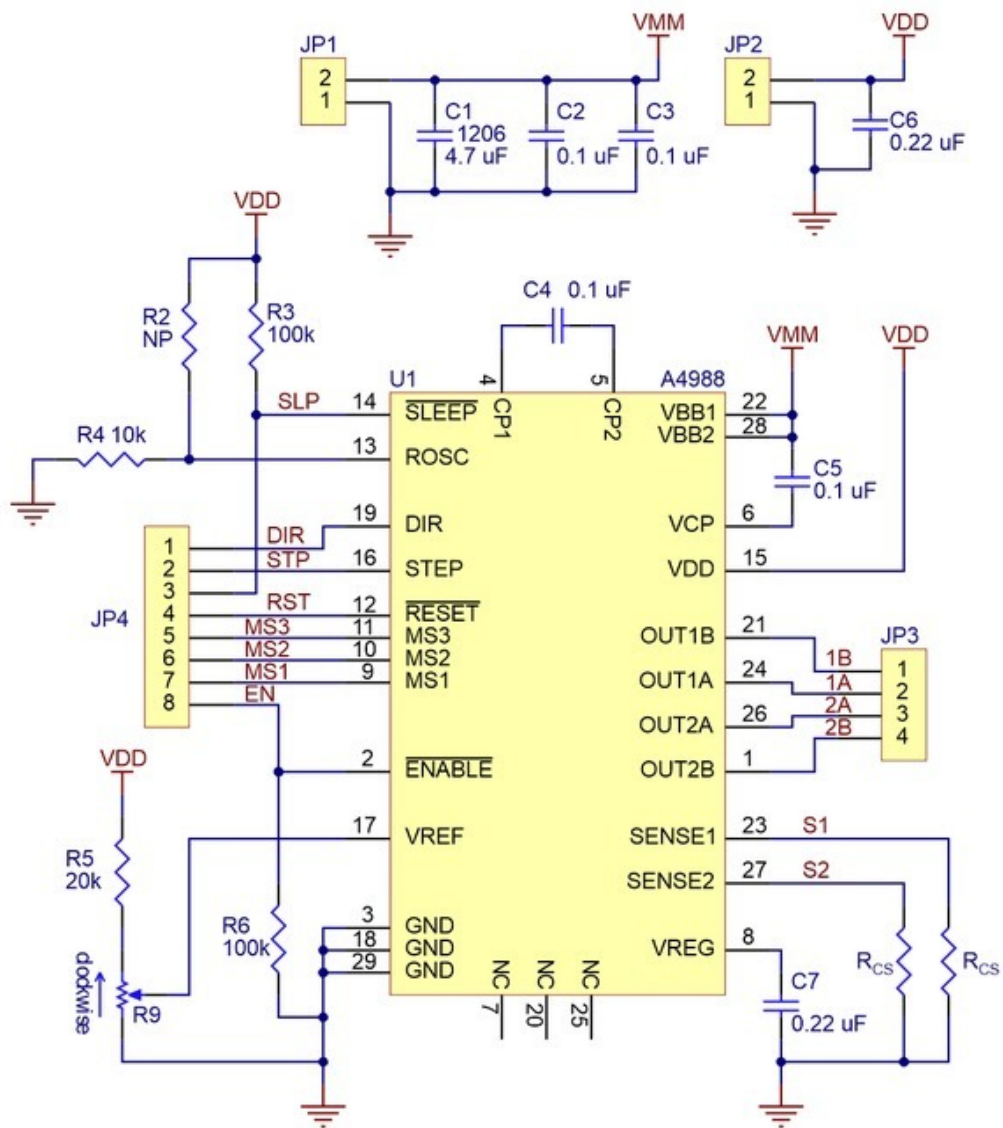 JP1
2
1
VMM
C1
1206
4.7 uF
C2
0.1 uF
C3
0.1 uF
JP2
2
1
VDD
C6
0.22 uF
VDD
R2
NP
R3
100k
R4 10k
SLP
C4 0.1 uF
VMM
VDD
C5
0.1 uF
U1
A4988
4
CP1
5
CP2
14
SLEEP
13
ROSC
19
DIR
16
STEP
12
RESET
11
MS3
10
MS2
9
MS1
2
ENABLE
17
VREF
3
GND
18
GND
29
GND
NC
7
NC
20
NC
25
VBB1
22
VBB2
28
VCP
6
VDD
15
OUT1B
21
OUT1A
24
OUT2A
26
OUT2B
1
SENSE1
23
SENSE2
27
VREG
8
JP4
1
2
3
4
5
6
7
8
DIR
STP
RST
MS3
MS2
MS1
EN
JP3
1
2
3
4
1B
1A
2A
2B
S1
S2
VDD
R5
20k
dockwise
R9
R6
100k
RCS
RCS
C7
0.22 uF